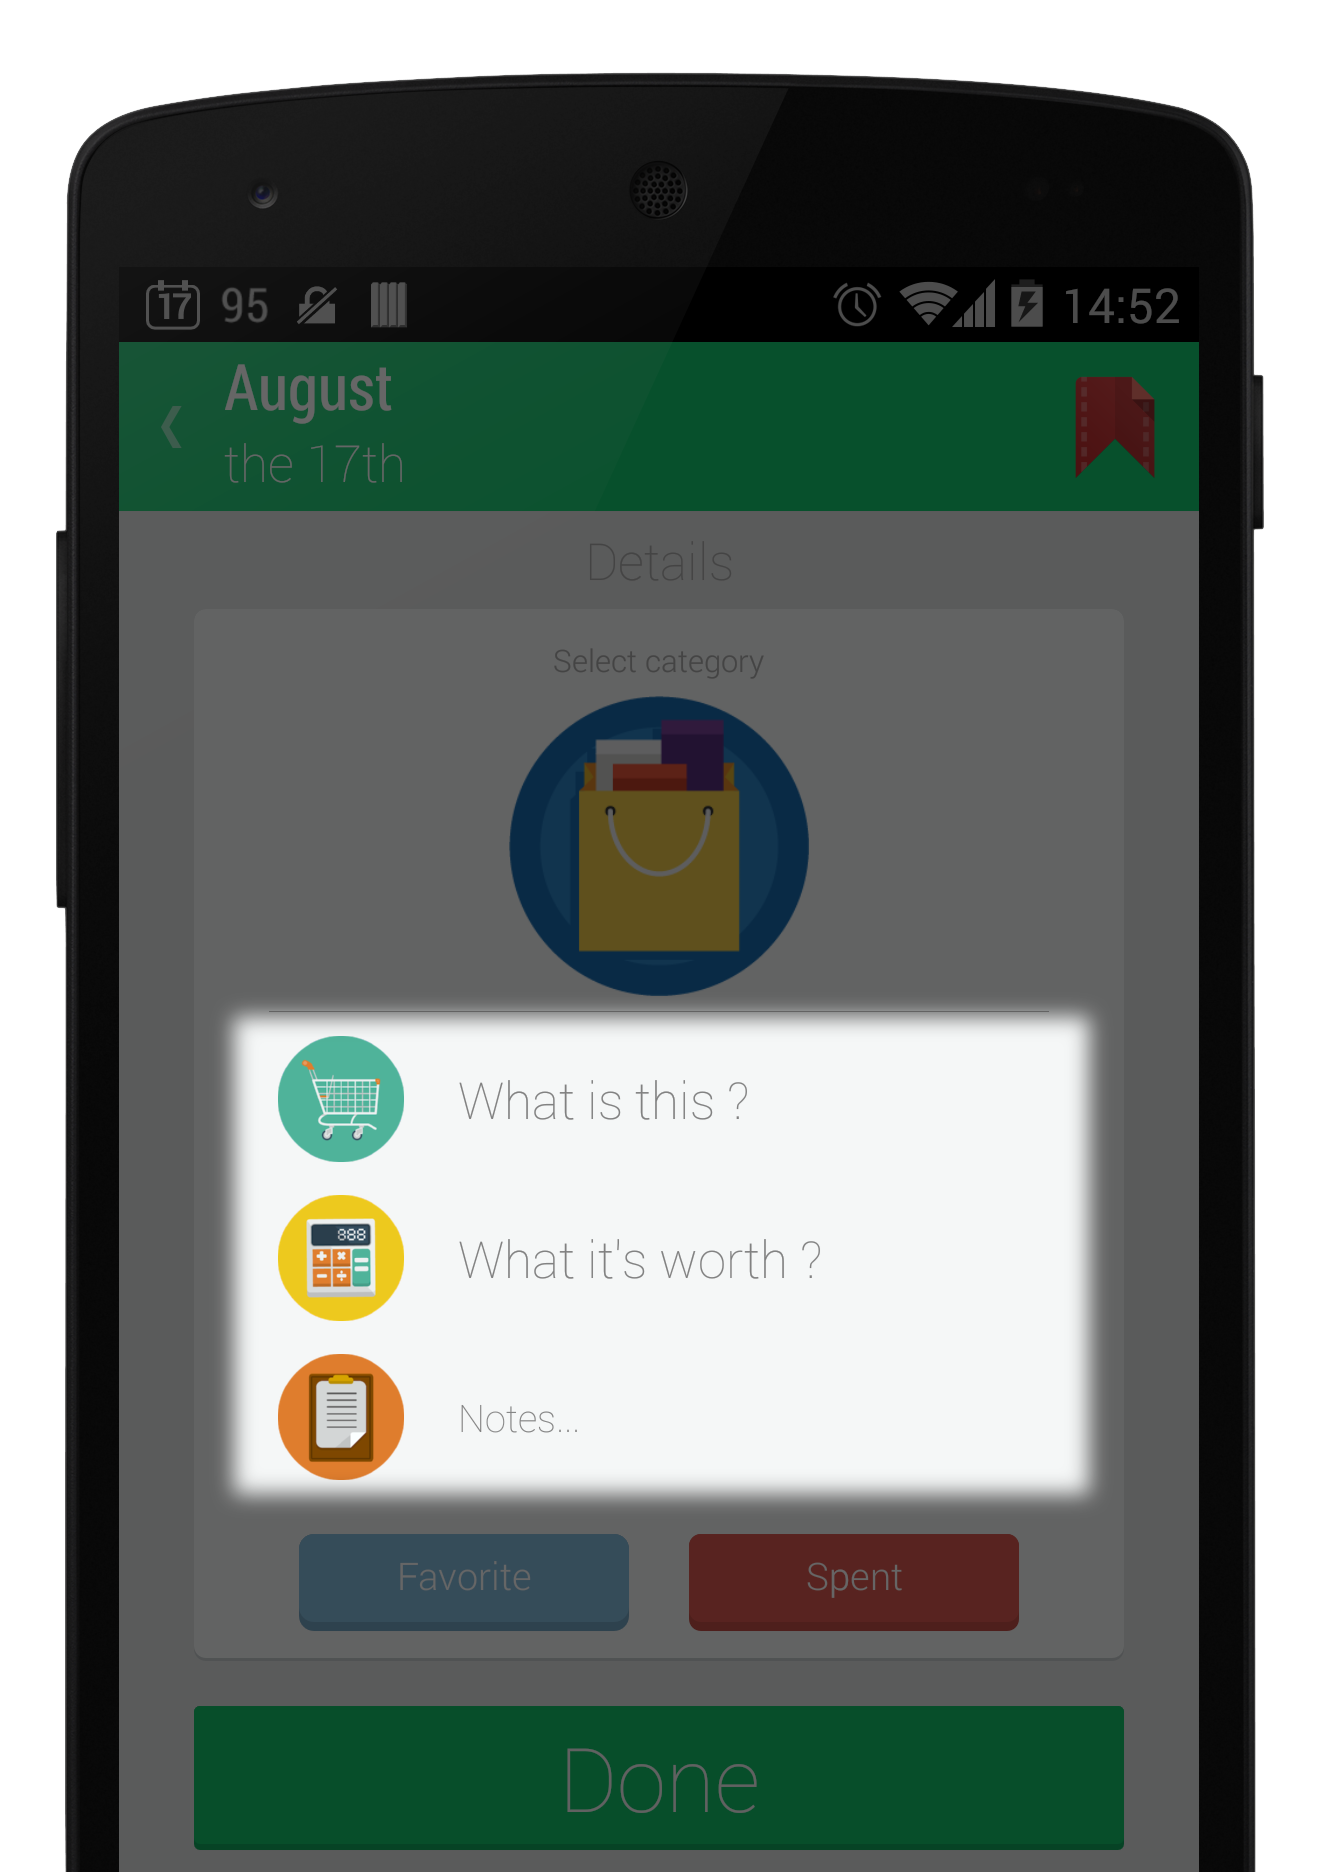 17 95 14:52
August
the 17th
Details
Select category
What is this ?
888
What it's worth ?
Notes...
Favorite Spent
Done